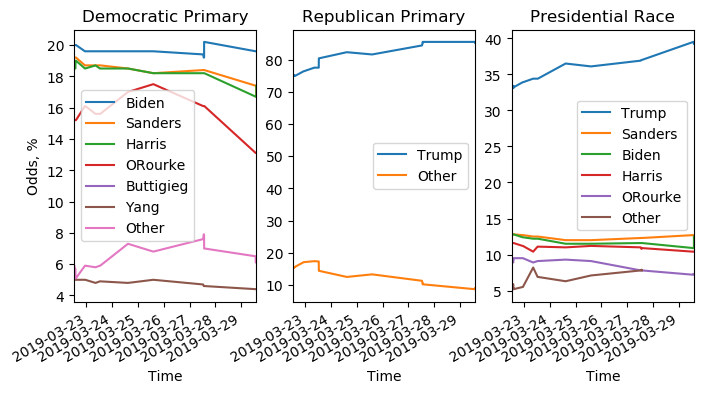 Democratic Primary
20
18
16
14
12
10
8
6
4
Odds, %
Biden
Sanders
Harris
ORourke
Buttigieg
Yang
Other
2019-03-23
2019-03-24
2019-03-25
2019-03-26
2019-03-27
2019-03-28
2019-03-29
Time
Republican Primary
80
70
60
50
40
30
20
10
Trump
Other
2019-03-23
2019-03-24
2019-03-25
2019-03-26
2019-03-27
2019-03-28
2019-03-29
Time
Presidential Race
40
35
30
25
20
15
10
5
Trump
Sanders
Biden
Harris
ORourke
Other
2019-03-23
2019-03-24
2019-03-25
2019-03-26
2019-03-27
2019-03-28
2019-03-29
Time